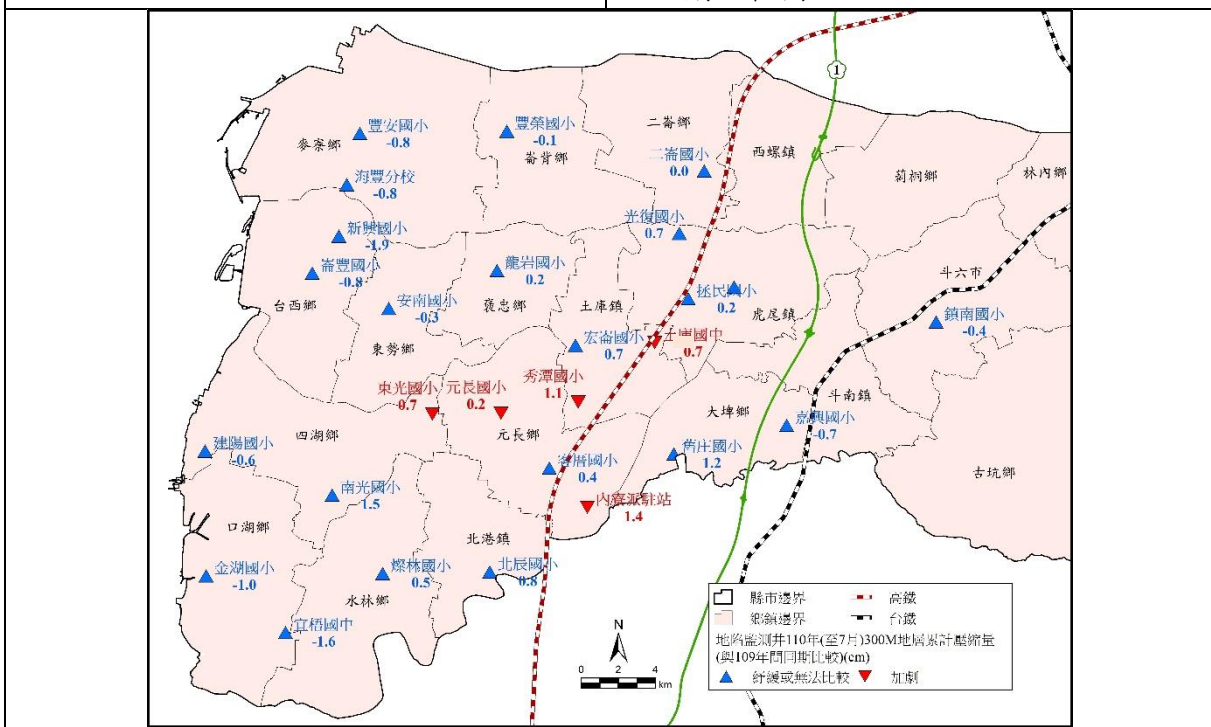 1
豐安國小
-0.8
麥寮鄉
豐榮國小
-0.1
崙背鄉
二崙鄉
二崙國小
0.0
西螺鎮
莿桐鄉
林內鄉
海豐分校
-0.8
新興國小
-1.9
光復國小
0.7
崙豐國小
-0.8
台西鄉
龍岩國小
0.2
褒忠鄉
土庫鎮
拯民國小
0.2
虎尾鎮
斗六市
鎮南國小
-0.4
安南國小
-0.3
東勢鄉
宏崙國小
0.7
土庫國中
0.7
東光國小
0.7
元長國小
0.2
秀潭國小
1.1
元長鄉
大埤鄉
斗南鎮
嘉興國小
-0.7
四湖鄉
建陽國小
-0.6
客厝國小
0.4
舊庄國小
1.2
古坑鄉
南光國小
1.5
內寮派駐站
1.4
口湖鄉
北港鎮
金湖國小
-1.0
燦林國小
0.5
北辰國小
0.8
水林鄉
宜梧國中
-1.6
N
0 2 4
km
縣市邊界
高鐵
鄉鎮邊界
台鐵
地陷監測井110年(至7月)300M地層累計壓縮量
(與109年間同期比較)(cm)
紓緩或無法比較
加劇